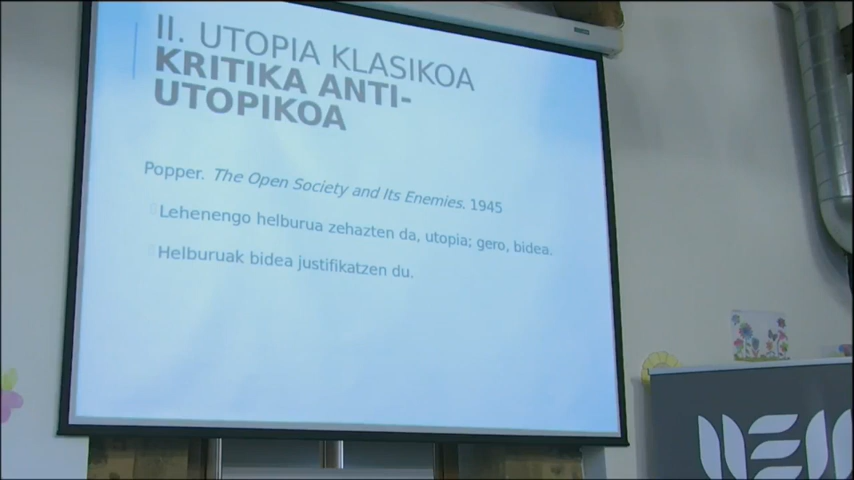 II. UTOPIA KLASIKOA
KRITIKA ANTI-
UTOPIKOA
Popper. The Open Society and Its Enemies. 1945
Lehenengo helburua zehazten da, utopia; gero, bidea.
Helburuak bidea justifikatzen du.